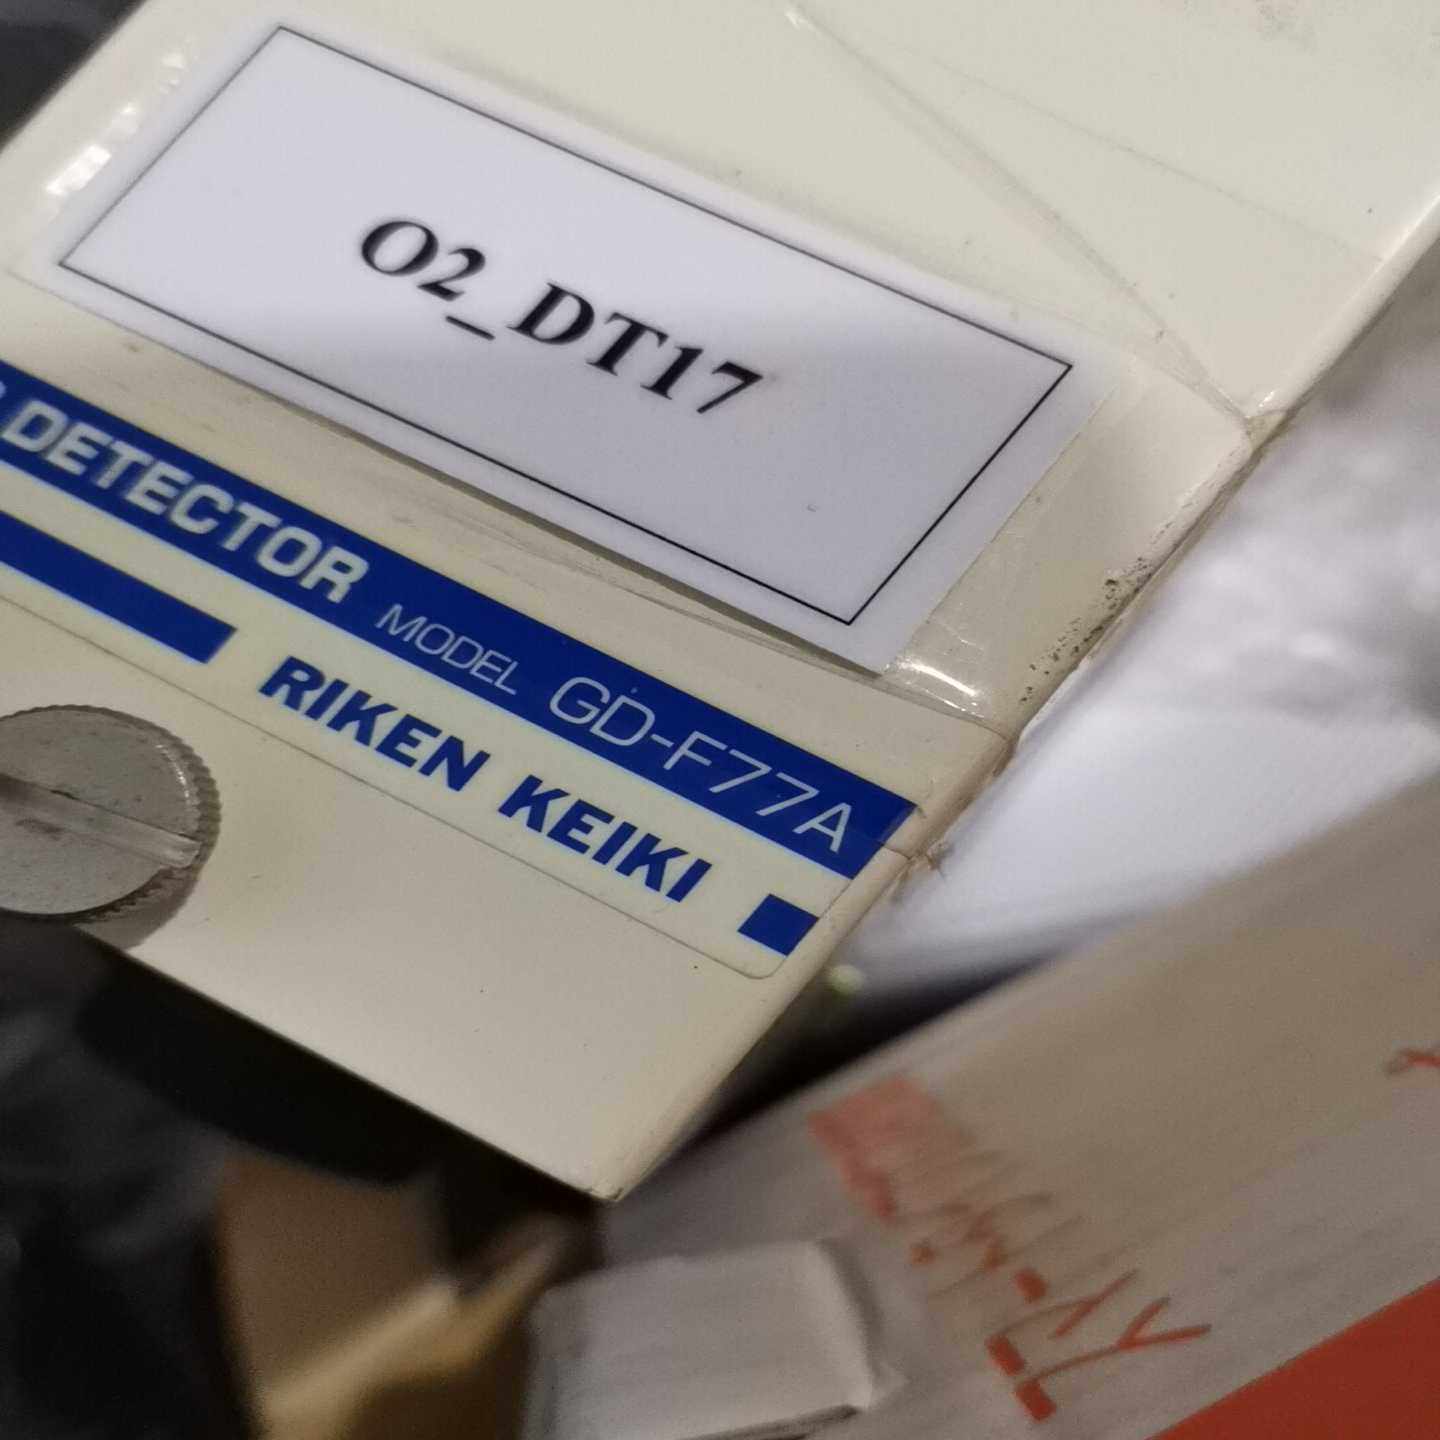 O2_DT17
DETECTOR MODEL GD-F77A
RIKEN KEIKI